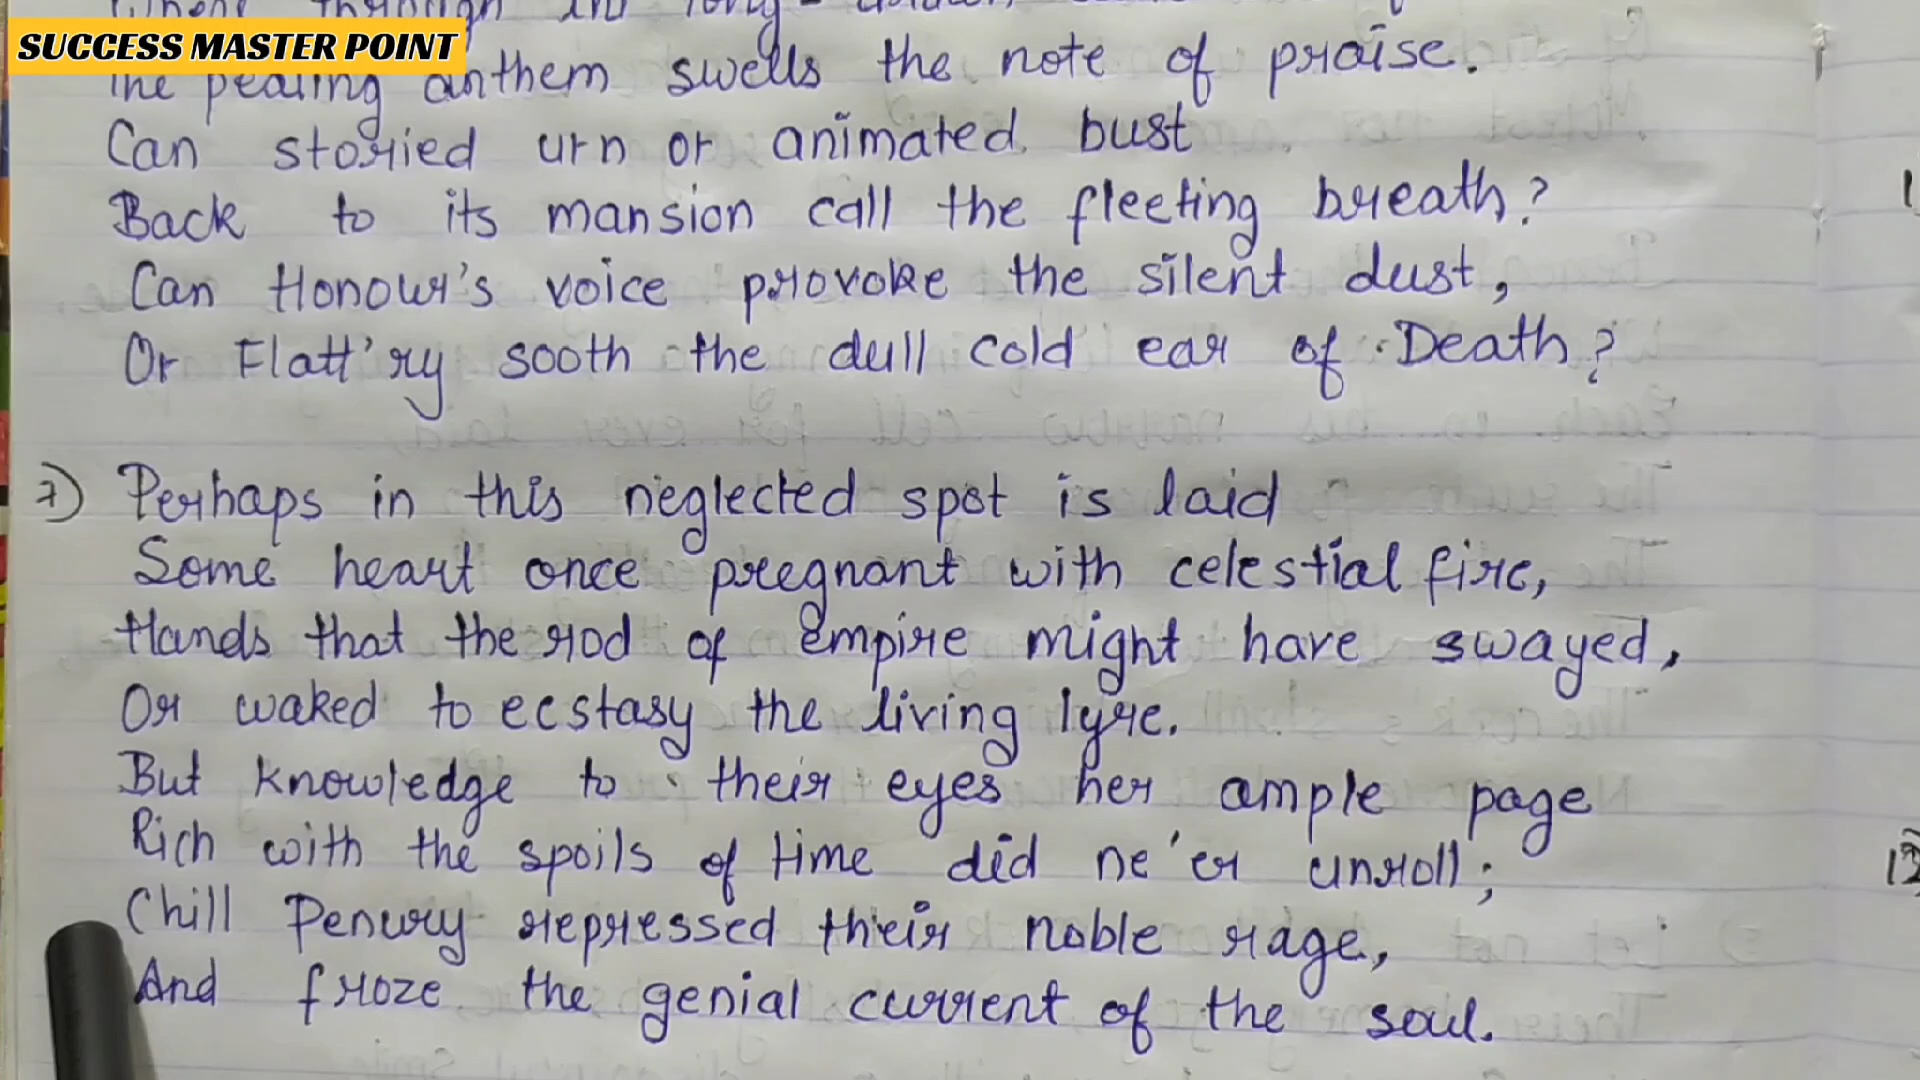 through
SUCCESS MASTER POINT
The pealing anthem swells the note of praise.
Can storied urn or animated bust
Back to its mansion call the fleeting breath?
Can Honour's voice provoke the silent dust,
Or Flatt'ry sooth the dull cold ear of Death?
7) Perhaps in this neglected spot is laid
Some heart once pregnant with celestial fire,
Hands that the rod of empire might have swayed,
Or waked to ecstasy the living lyre.
But knowledge to their eyes her ample page
Rich with the spoils of time did ne'er unroll;
Chill Penury repressed their noble rage,
And froze the genial current of the soul.